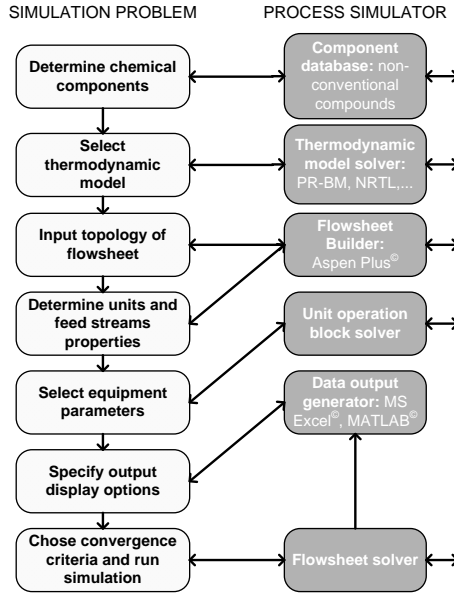 SIMULATION PROBLEM
PROCESS SIMULATOR
Determine chemical
components
Component
database: non-
conventional
compounds
Select
thermodynamic
model
Thermodynamic
model solver:
PR-BM, NRTL,...
Input topology of
flowsheet
Flowsheet
Builder:
Aspen Plus©
Determine units and
feed streams
properties
Unit operation
block solver
Select equipment
parameters
Data output
generator: MS
Excel©, MATLAB©
Specify output
display options
Chose convergence
criteria and run
simulation
Flowsheet solver